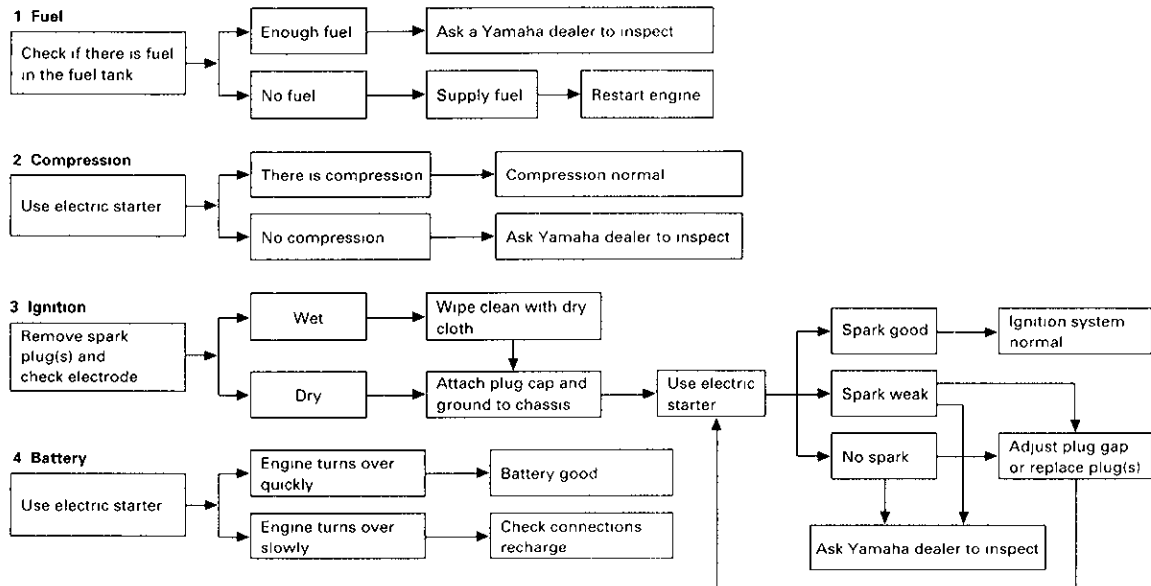 1 Fuel
Check if there is fuel
in the fuel tank
Enough fuel
Ask a Yamaha dealer to inspect
No fuel
Supply fuel
Restart engine
2 Compression
Use electric starter
There is compression
Compression normal
No compression
Ask Yamaha dealer to inspect
3 Ignition
Remove spark
plug(s) and
check electrode
Wet
Wipe clean with dry
cloth
Dry
Attach plug cap and
ground to chassis
Use electric
starter
Spark good
Ignition system
normal
Spark weak
No spark
Adjust plug gap
or replace plug(s)
Ask Yamaha dealer to inspect
4 Battery
Use electric starter
Engine turns over
quickly
Battery good
Engine turns over
slowly
Check connections
recharge